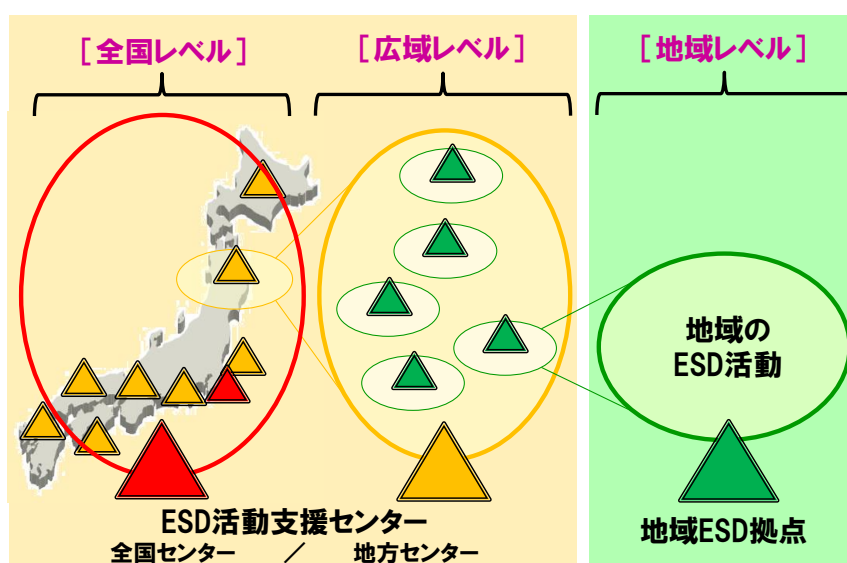 [全国レベル]
[広域レベル]
[地域レベル]
地域の
ESD活動
ESD活動支援センター
全国センター / 地方センター
地域ESD拠点